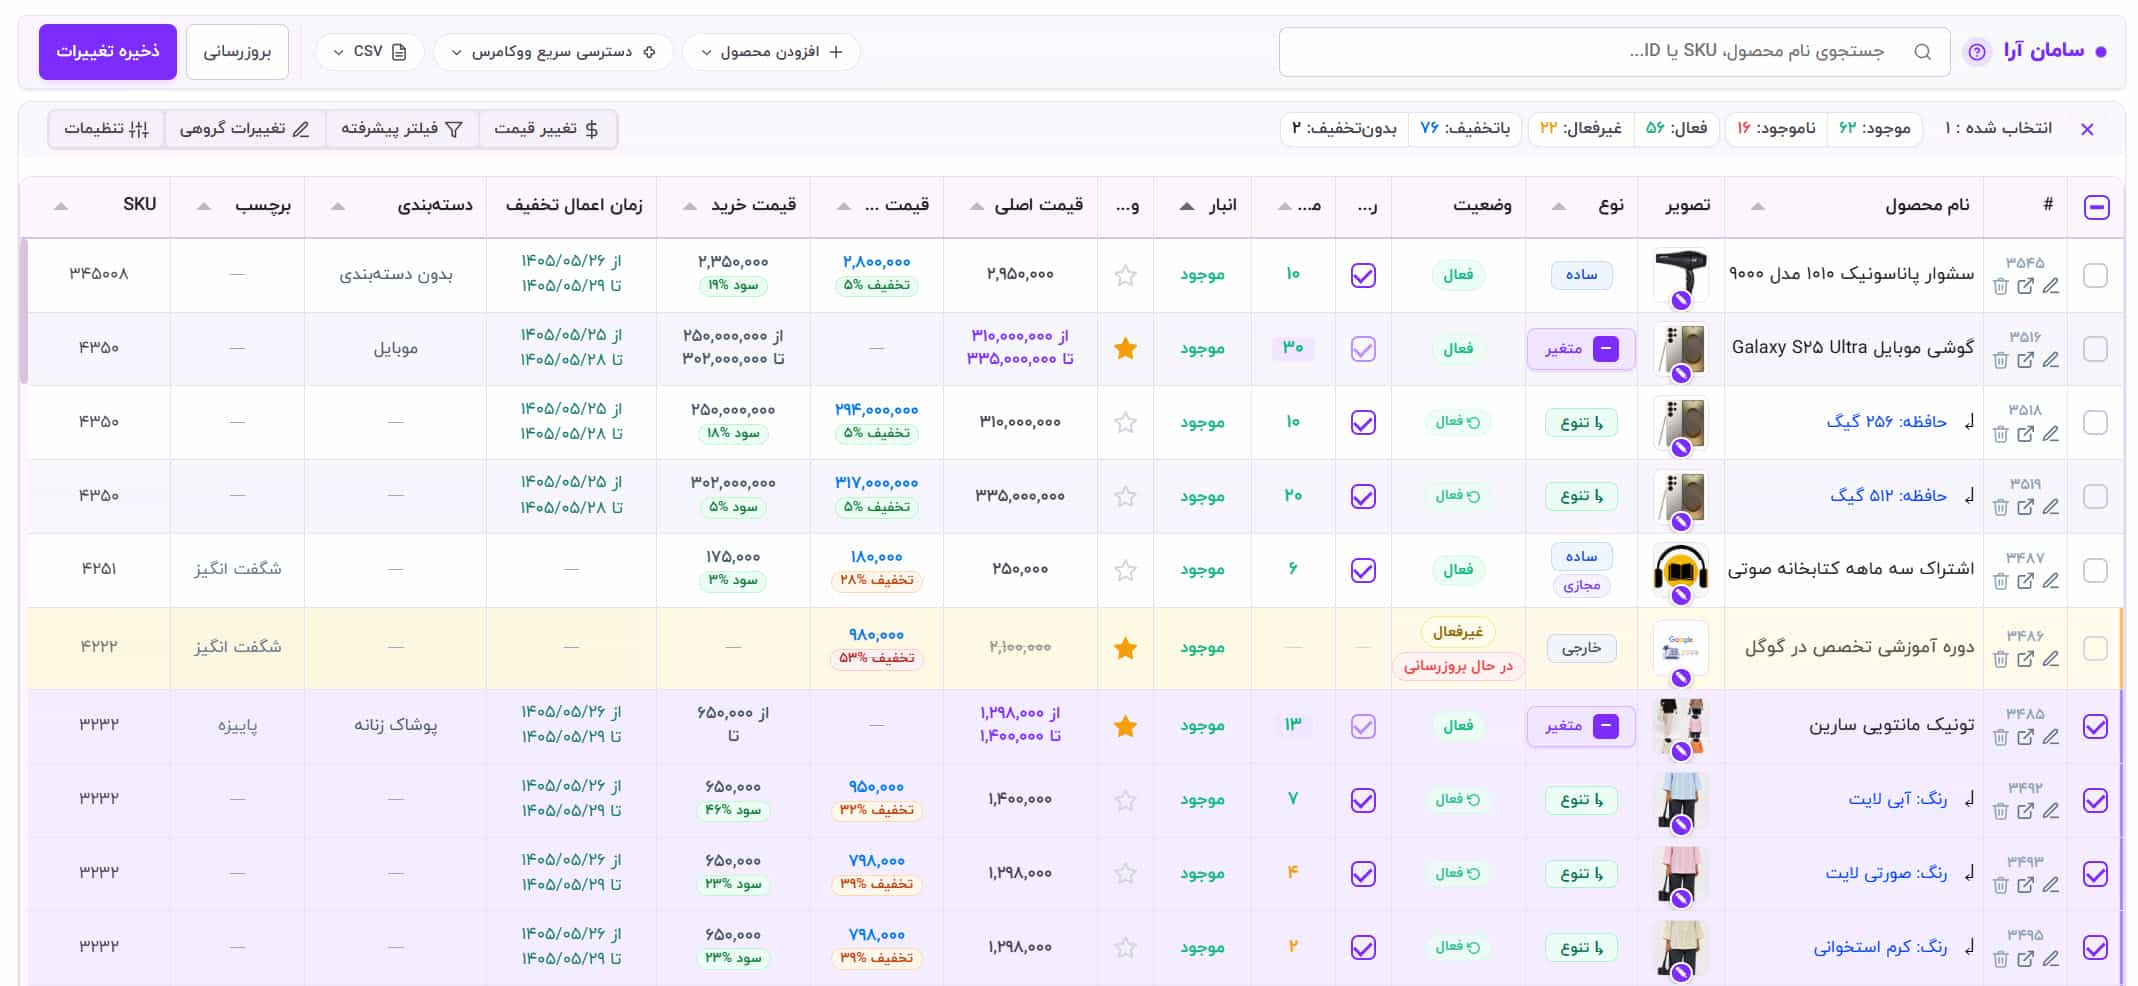 سامان آرا
جستجوی نام محصول، SKU یا ID...
افزودن محصول
دسترسی سریع ووکامرس
CSV
بروزرسانی
ذخیره تغییرات
انتخاب شده : ۱
موجود: ۶۲ ناموجود: ۱۶
فعال: ۵۶ غیرفعال: ۲۲
باتخفیف: ۷۶ بدون‌تخفیف: ۲
تغییر قیمت
فیلتر پیشرفته
تغییرات گروهی
تنظیمات
# نام محصول تصویر نوع وضعیت ر... مـ... انبار و... قیمت اصلی قیمت ... قیمت خرید زمان اعمال تخفیف دسته‌بندی برچسب SKU
۳۵۴۵ سشوار پاناسونیک ۱۰۱۰ مدل ۹۰۰۰ ساده فعال ۱۰ موجود ۲,۹۵۰,۰۰۰ ۲,۸۰۰,۰۰۰ ۲,۳۵۰,۰۰۰ از ۱۴۰۵/۰۵/۲۶ بدون دسته‌بندی — ۳۴۵۰۰۸
تخفیف ۵% سود ۱۹% تا ۱۴۰۵/۰۵/۲۹
۳۵۱۶ گوشی موبایل Galaxy S۲۵ Ultra متغیر فعال ۳۰ موجود از ۳۱۰,۰۰۰,۰۰۰ — از ۲۵۰,۰۰۰,۰۰۰ از ۱۴۰۵/۰۵/۲۵ موبایل — ۴۳۵۰
تا ۳۳۵,۰۰۰,۰۰۰ تا ۳۰۲,۰۰۰,۰۰۰ تا ۱۴۰۵/۰۵/۲۸
۳۵۱۸ حافظه: ۲۵۶ گیگ تنوع فعال ۱۰ موجود ۳۱۰,۰۰۰,۰۰۰ ۲۹۴,۰۰۰,۰۰۰ ۲۵۰,۰۰۰,۰۰۰ از ۱۴۰۵/۰۵/۲۵ — — ۴۳۵۰
تخفیف ۵% سود ۱۸% تا ۱۴۰۵/۰۵/۲۸
۳۵۱۹ حافظه: ۵۱۲ گیگ تنوع فعال ۲۰ موجود ۳۳۵,۰۰۰,۰۰۰ ۳۱۷,۰۰۰,۰۰۰ ۳۰۲,۰۰۰,۰۰۰ از ۱۴۰۵/۰۵/۲۵ — — ۴۳۵۰
تخفیف ۵% سود ۵% تا ۱۴۰۵/۰۵/۲۸
۳۴۸۷ اشتراک سه ماهه کتابخانه صوتی ساده فعال ۶ موجود ۲۵۰,۰۰۰ ۱۸۰,۰۰۰ ۱۷۵,۰۰۰ — — شگفت انگیز ۴۲۵۱
مجازی تخفیف ۲۸% سود ۳%
۳۴۸۶ دوره آموزشی تخصص در گوگل Google خارجی غیرفعال — — موجود ۲,۱۰۰,۰۰۰ ۹۸۰,۰۰۰ — — — شگفت انگیز ۴۲۲۲
در حال بروزرسانی تخفیف ۵۳%
۳۴۸۵ تونیک مانتویی سارین متغیر فعال ۱۳ موجود از ۱,۲۹۸,۰۰۰ — از ۶۵۰,۰۰۰ از ۱۴۰۵/۰۵/۲۶ پوشاک زنانه پاییزه ۳۲۳۲
تا ۱,۴۰۰,۰۰۰ تا تا ۱۴۰۵/۰۵/۲۹
۳۴۹۲ رنگ: آبی لایت تنوع فعال ۷ موجود ۱,۴۰۰,۰۰۰ ۹۵۰,۰۰۰ ۶۵۰,۰۰۰ از ۱۴۰۵/۰۵/۲۶ — — ۳۲۳۲
تخفیف ۳۲% سود ۴۶% تا ۱۴۰۵/۰۵/۲۹
۳۴۹۳ رنگ: صورتی لایت تنوع فعال ۴ موجود ۱,۲۹۸,۰۰۰ ۷۹۸,۰۰۰ ۶۵۰,۰۰۰ از ۱۴۰۵/۰۵/۲۶ — — ۳۲۳۲
تخفیف ۳۹% سود ۲۳% تا ۱۴۰۵/۰۵/۲۹
۳۴۹۵ رنگ: کرم استخوانی تنوع فعال ۲ موجود ۱,۲۹۸,۰۰۰ ۷۹۸,۰۰۰ ۶۵۰,۰۰۰ از ۱۴۰۵/۰۵/۲۶ — — ۳۲۳۲
تخفیف ۳۹% سود ۲۳% تا ۱۴۰۵/۰۵/۲۹